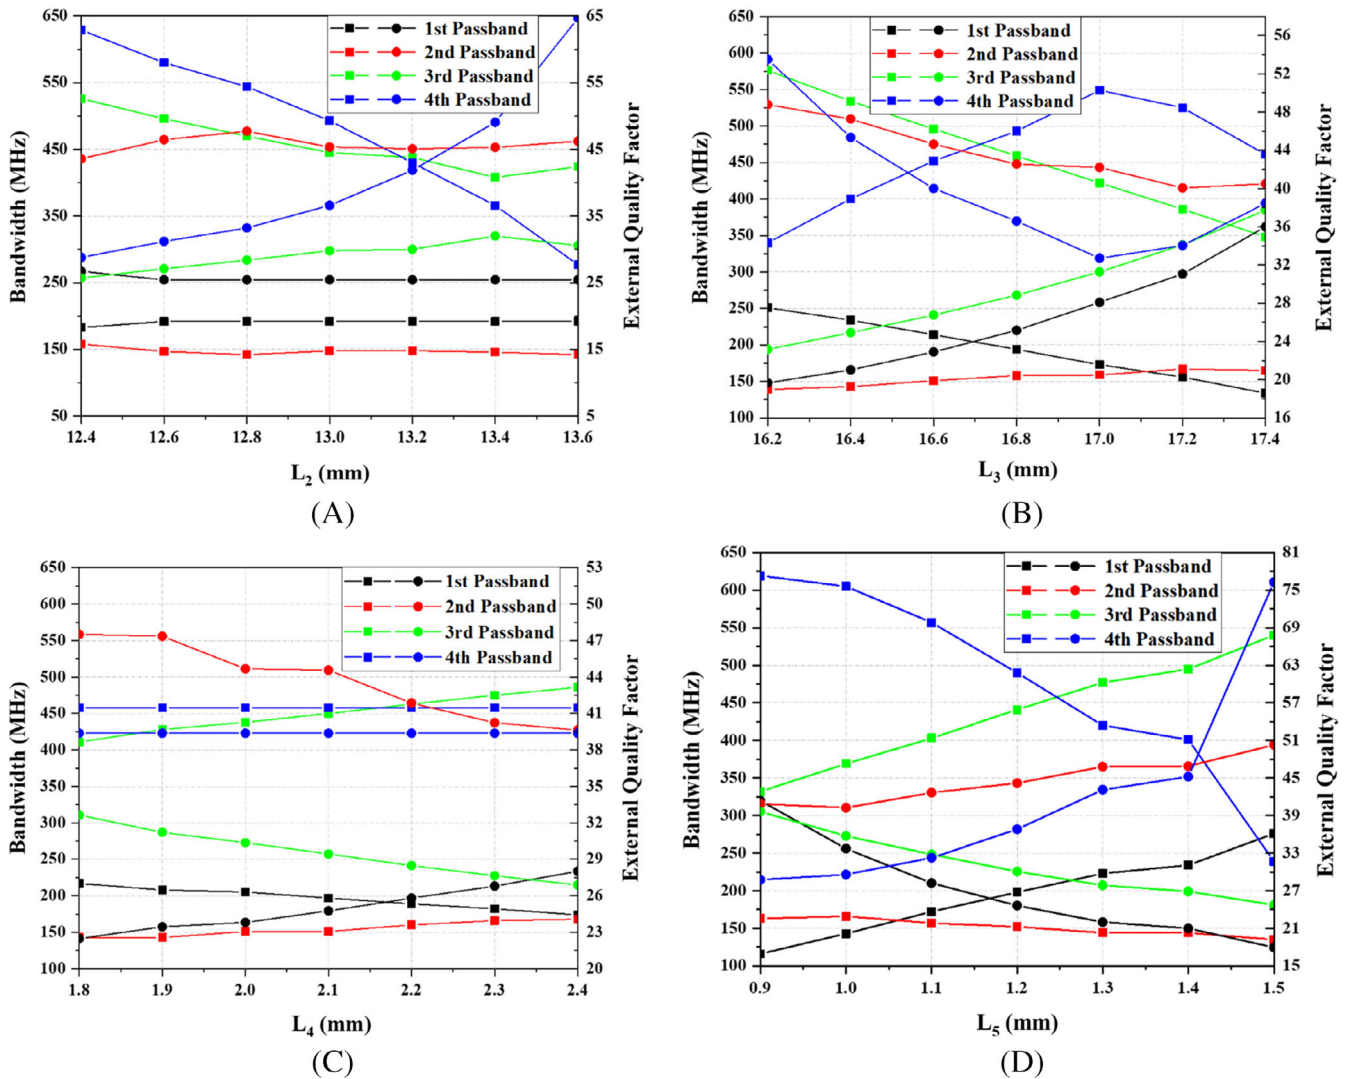 650
550
450
350
250
150
50
Bandwidth (MHz)
1st Passband
2nd Passband
3rd Passband
4th Passband
65
55
45
35
25
15
5
External Quality Factor
12.4 12.6 12.8 13.0 13.2 13.4 13.6
L2 (mm)
(A)
650
600
550
500
450
400
350
300
250
200
150
100
Bandwidth (MHz)
1st Passband
2nd Passband
3rd Passband
4th Passband
56
52
48
44
40
36
32
28
24
20
16
External Quality Factor
16.2 16.4 16.6 16.8 17.0 17.2 17.4
L3 (mm)
(B)
650
600
550
500
450
400
350
300
250
200
150
100
Bandwidth (MHz)
1st Passband
2nd Passband
3rd Passband
4th Passband
53
50
47
44
41
38
35
32
29
26
23
20
External Quality Factor
1.8 1.9 2.0 2.1 2.2 2.3 2.4
L4 (mm)
(C)
650
600
550
500
450
400
350
300
250
200
150
100
Bandwidth (MHz)
1st Passband
2nd Passband
3rd Passband
4th Passband
81
75
69
63
57
51
45
39
33
27
21
15
External Quality Factor
0.9 1.0 1.1 1.2 1.3 1.4 1.5
L5 (mm)
(D)